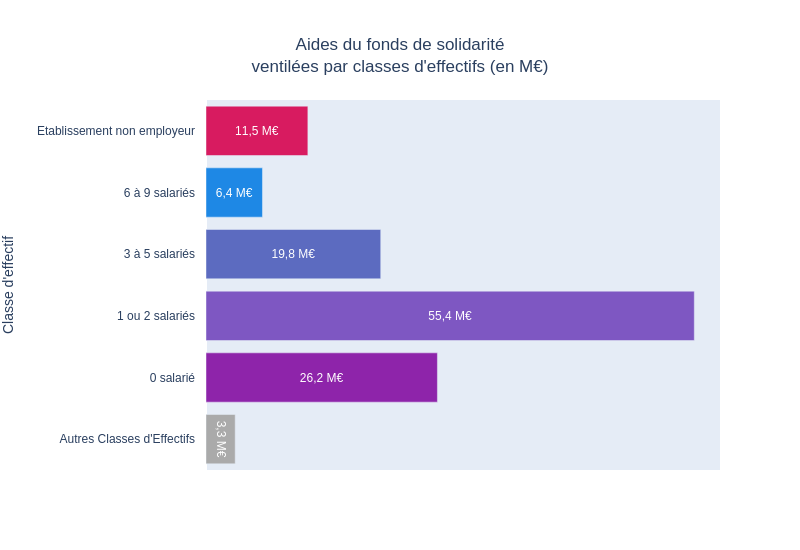 Aides du fonds de solidarité
ventilées par classes d'effectifs (en M€)
Classe d'effectif
Etablissement non employeur
11,5 M€
6 à 9 salariés
6,4 M€
3 à 5 salariés
19,8 M€
1 ou 2 salariés
55,4 M€
0 salarié
26,2 M€
Autres Classes d'Effectifs
3,3 M€